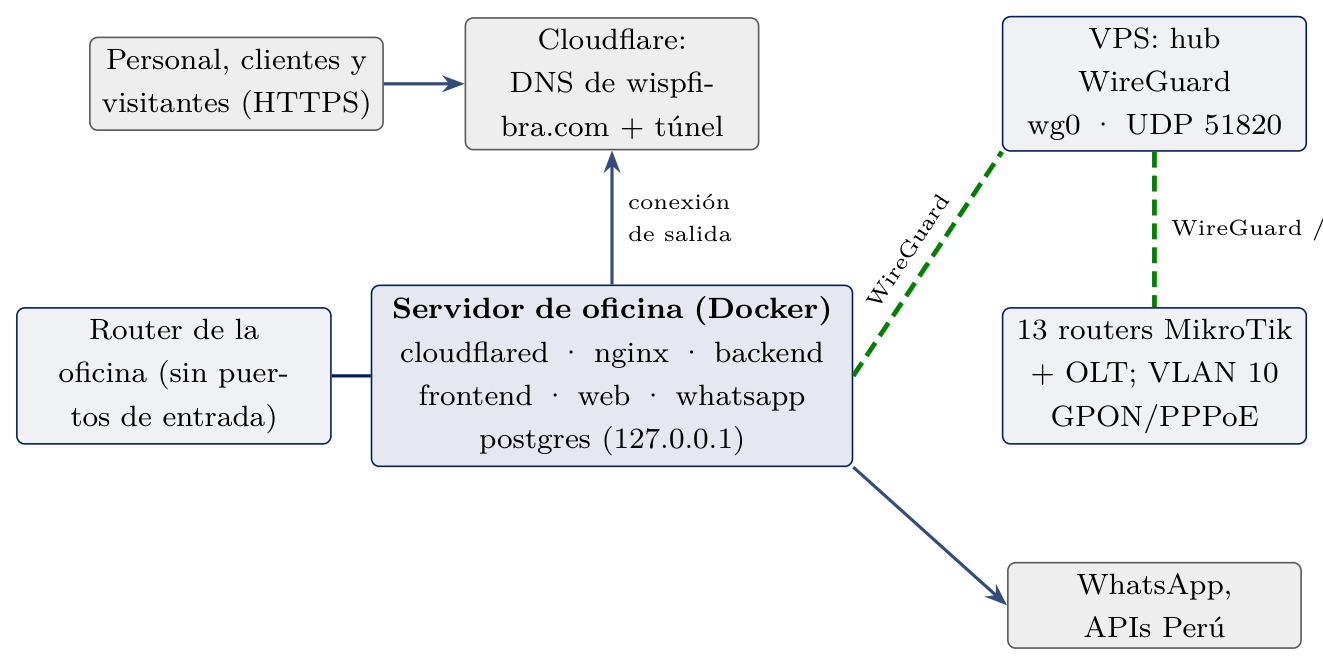 Personal, clientes y
visitantes (HTTPS)
Cloudflare:
DNS de wispfi-
bra.com + túnel
VPS: hub
WireGuard
wg0 · UDP 51820
conexión
de salida
WireGuard
WireGuard /
Router de la
oficina (sin puer-
tos de entrada)
Servidor de oficina (Docker)
cloudflared · nginx · backend
frontend · web · whatsapp
postgres (127.0.0.1)
13 routers MikroTik
+ OLT; VLAN 10
GPON/PPPoE
WhatsApp,
APIs Perú